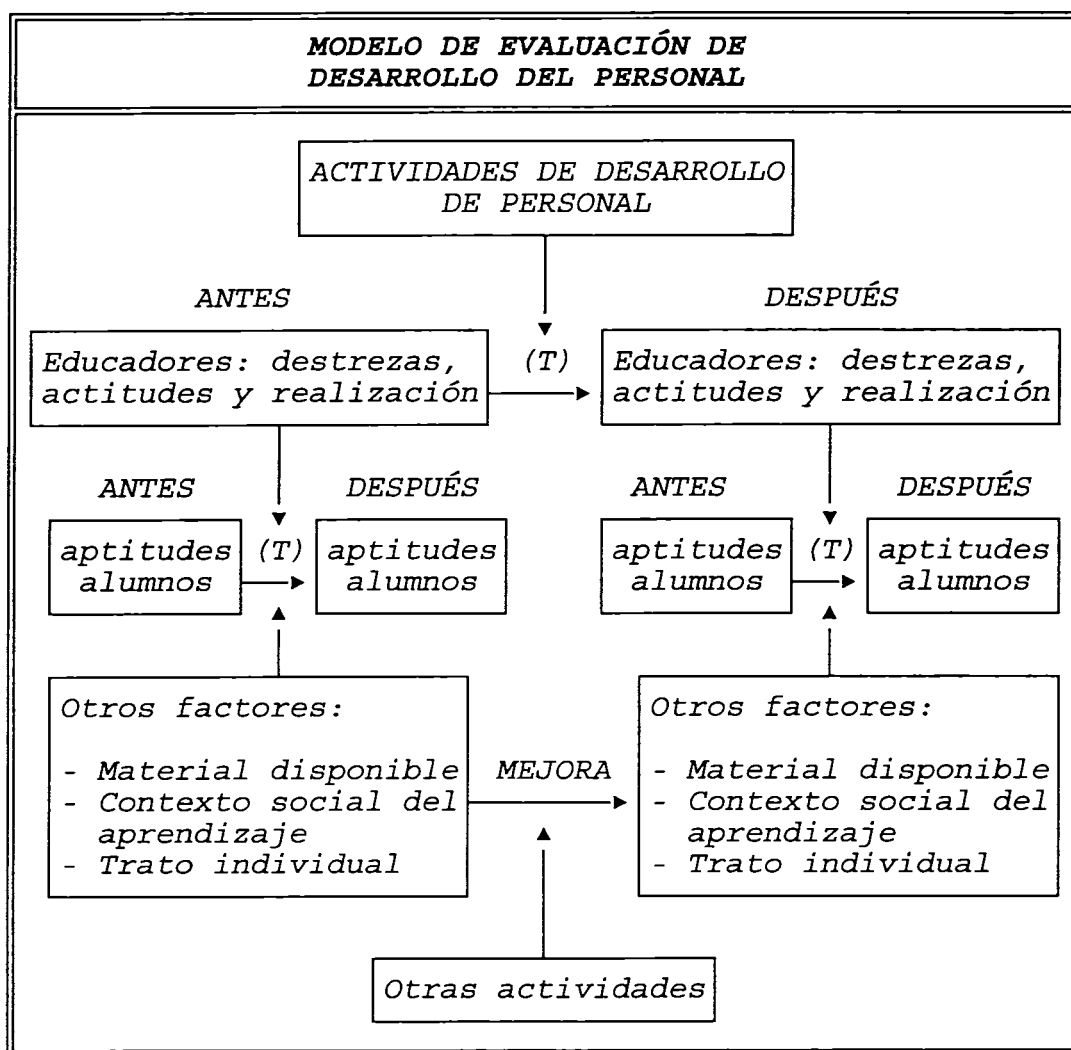 MODELO DE EVALUACIÓN DE
DESARROLLO DEL PERSONAL
ACTIVIDADES DE DESARROLLO
DE PERSONAL
ANTES
DESPUÉS
Educadores: destrezas,
actitudes y realización
(T)
Educadores: destrezas,
actitudes y realización
ANTES
DESPUÉS
ANTES
DESPUÉS
aptitudes
alumnos
(T)
aptitudes
alumnos
aptitudes
alumnos
(T)
aptitudes
alumnos
Otros factores:
- Material disponible
- Contexto social del
aprendizaje
- Trato individual
MEJORA
Otros factores:
- Material disponible
- Contexto social del
aprendizaje
- Trato individual
Otras actividades